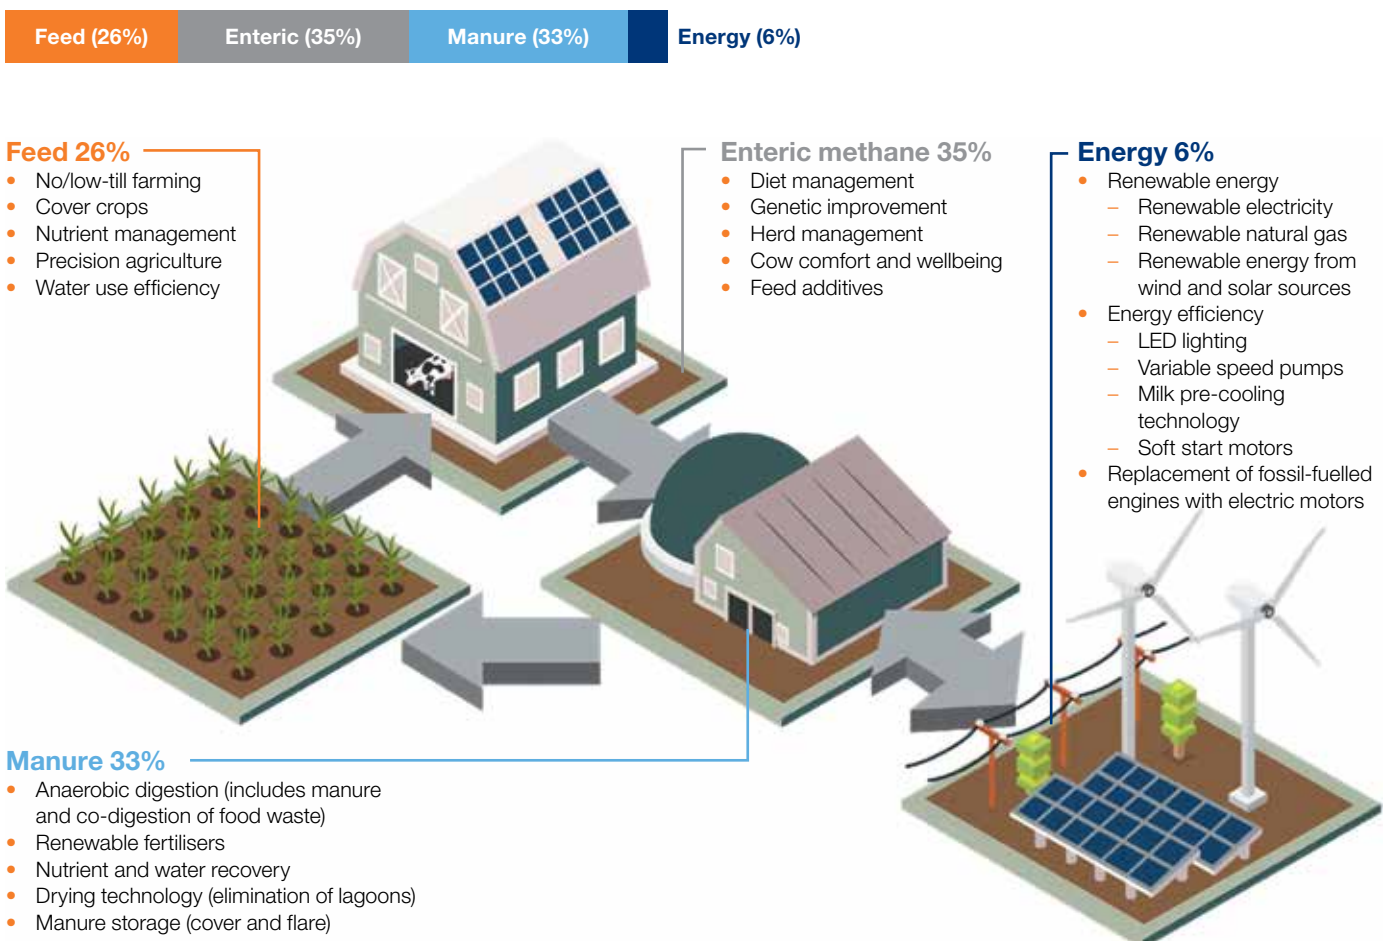 Feed (26%)
Enteric (35%)
Manure (33%)
Energy (6%)
Feed 26%
• No/low-till farming
• Cover crops
• Nutrient management
• Precision agriculture
• Water use efficiency
Enteric methane 35%
• Diet management
• Genetic improvement
• Herd management
• Cow comfort and wellbeing
• Feed additives
Energy 6%
• Renewable energy
– Renewable electricity
– Renewable natural gas
– Renewable energy from
wind and solar sources
• Energy efficiency
– LED lighting
– Variable speed pumps
– Milk pre-cooling
technology
– Soft start motors
• Replacement of fossil-fuelled
engines with electric motors
Manure 33%
• Anaerobic digestion (includes manure
and co-digestion of food waste)
• Renewable fertilisers
• Nutrient and water recovery
• Drying technology (elimination of lagoons)
• Manure storage (cover and flare)